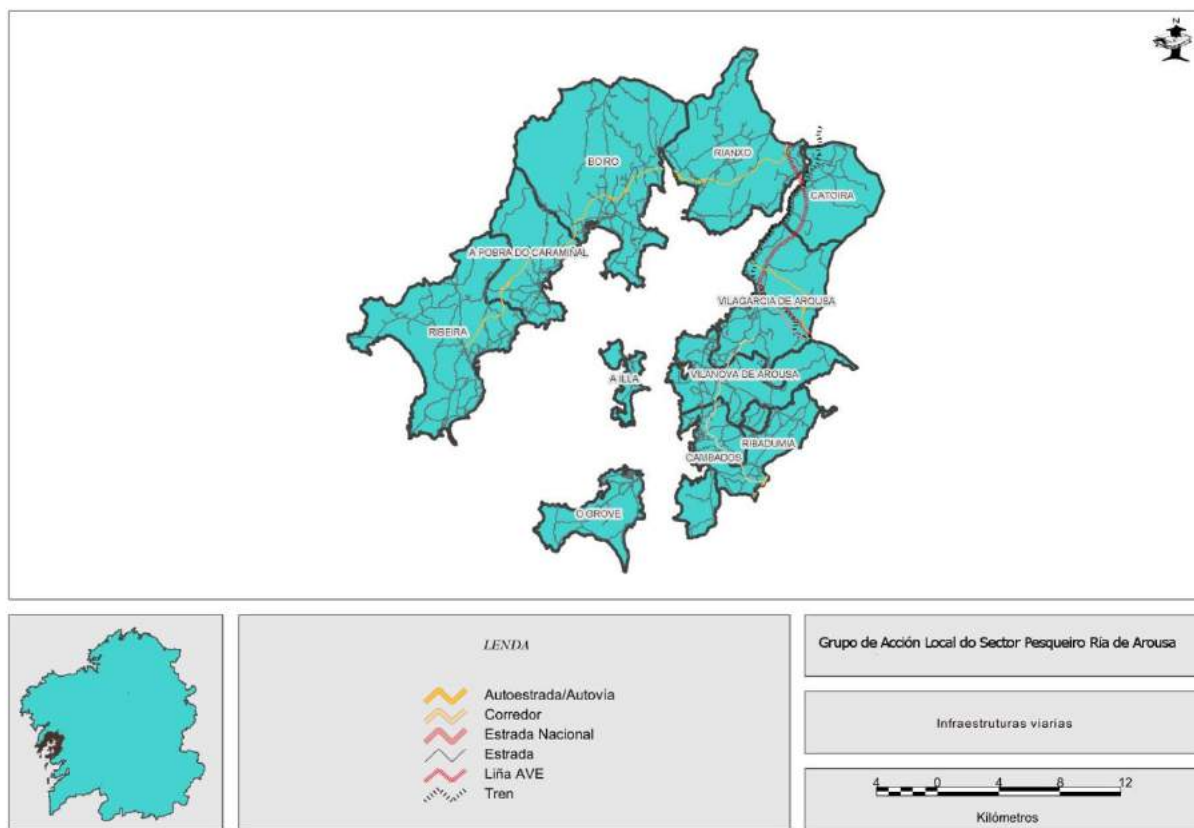 N
BOIRO
RIANXO
CATOIRA
A POBRA DO CARAMIÑAL
VILAGARCIA DE AROUSA
RIBEIRA
A ILLA
VILANOVA DE AROUSA
RIBADUMIA
CAMBADOS
O GROVE
LENDA
Autoestrada/Autovía
Corredor
Estrada Nacional
Estrada
Liña AVE
Tren
Grupo de Acción Local do Sector Pesqueiro Ría de Arousa
Infraestruturas viarias
4 0 4 8 12
Kilómetros